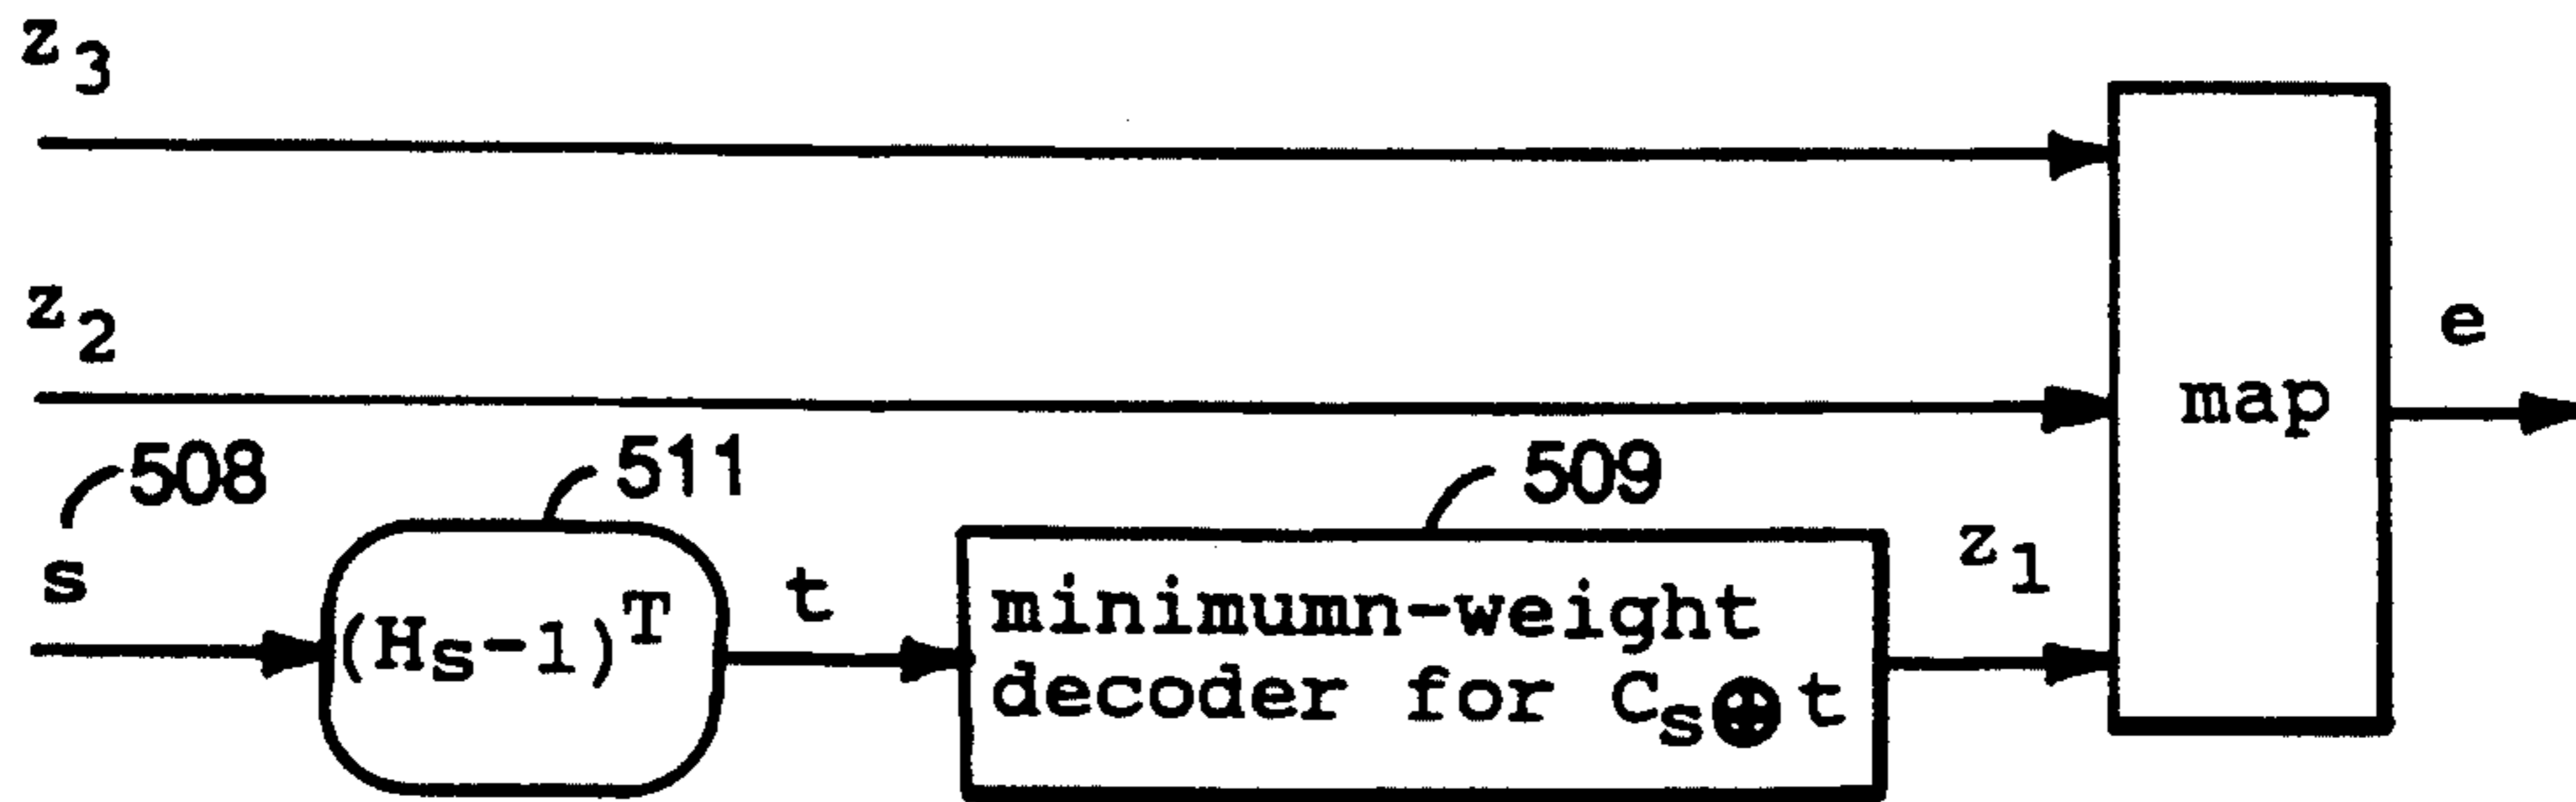 z3
z2
508
511
509
s
(Hs-1)T
t
minimumn-weight
decoder for Cs⊕t
z1
map
e